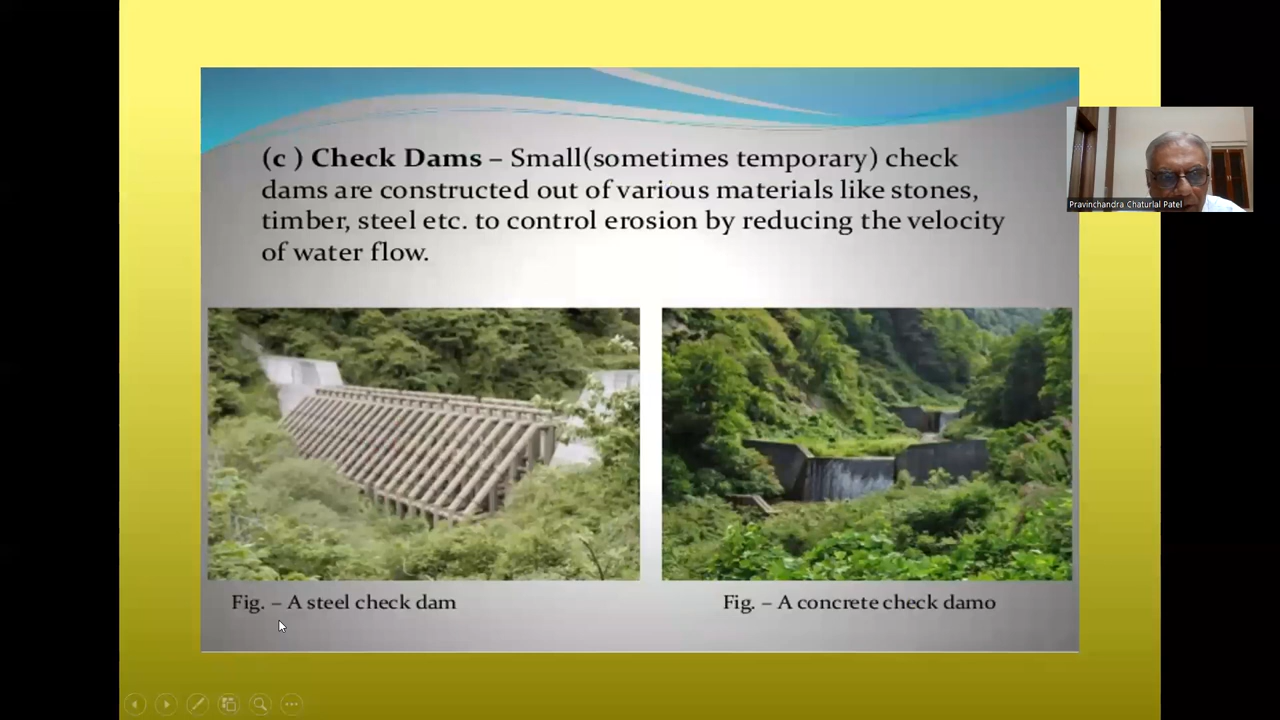 (c ) Check Dams – Small(sometimes temporary) check
dams are constructed out of various materials like stones,
timber, steel etc. to control erosion by reducing the velocity
of water flow.
Pravinchandra Chaturlal Patel
Fig. – A steel check dam
Fig. – A concrete check damo